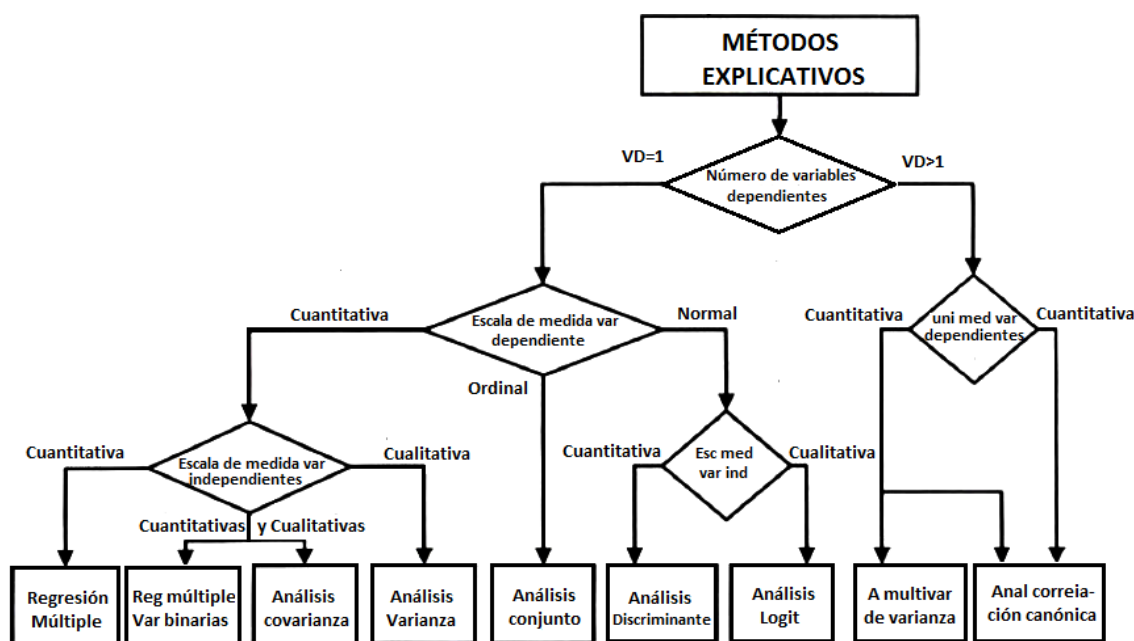 MÉTODOS
EXPLICATIVOS
VD=1
VD>1
Número de variables
dependientes
Cuantitativa
Escala de medida var
dependiente
Normal
Ordinal
Cuantitativa
uni med var
dependientes
Cuantitativa
Cuantitativa
Escala de medida var
independientes
Cualitativa
Cuantitativas y Cualitativas
Cuantitativa
Esc med
var ind
Cualitativa
Regresión
Múltiple
Reg múltiple
Var binarias
Análisis
covarianza
Análisis
Varianza
Análisis
conjunto
Análisis
Discriminante
Análisis
Logit
A multivar
de varianza
Anal correia-
ción canónica